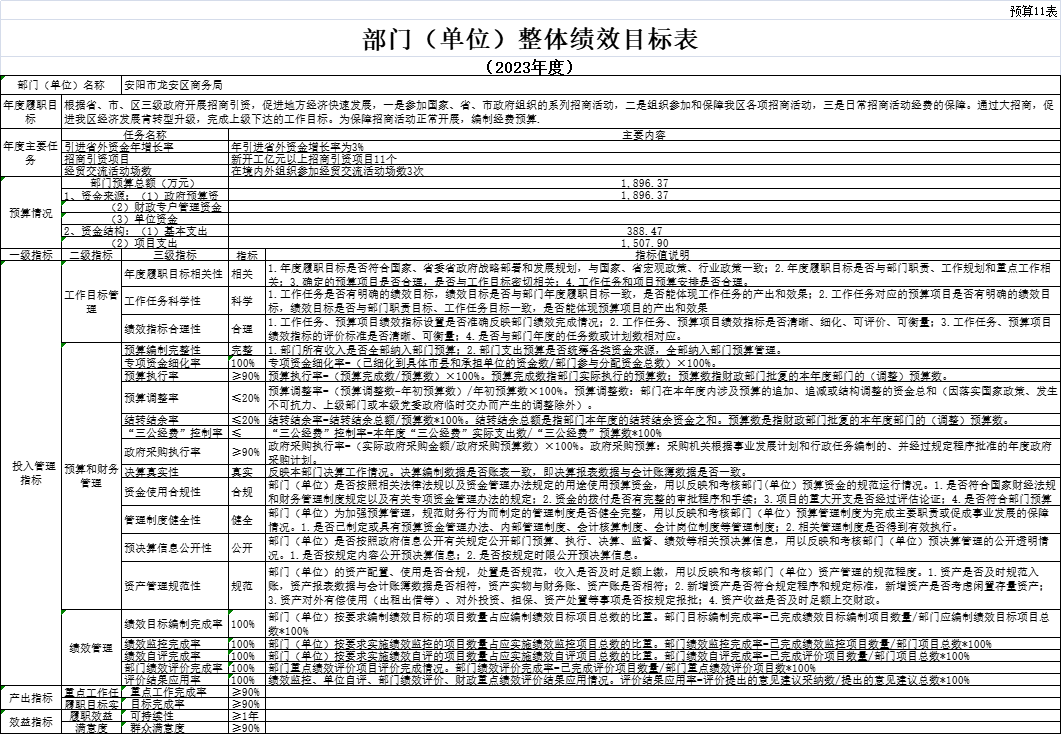 预算11表
部门（单位）整体绩效目标表
（2023年度）
部门（单位）名称 安阳市龙安区商务局
年度履职目标 根据省、市、区三级政府开展招商引资，促进地方经济快速发展，一是参加国家、省、市政府组织的系列招商活动，二是组织参加和保障我区各项招商活动，三是日常招商活动经费的保障。通过大招商，促
进我区经济发展肯转型升级，完成上级下达的工作目标。为保障招商活动正常开展，编制经费预算.
年度主要任务 任务名称 主要内容
引进省外资金年增长率 年引进省外资金增长率为3%
招商引资项目 新开工亿元以上招商引资项目11个
经贸交流活动场数 在境内外组织参加经贸交流活动场数3次
预算情况 部门预算总额（万元） 1,896.37
1、资金来源：（1）政府预算资 1,896.37
（2）财政专户管理资金
（3）单位资金
2、资金结构：（1）基本支出 388.47
（2）项目支出 1,507.90
一级指标 二级指标 三级指标 指标 指标值说明
投入管理指标 工作目标管理 年度履职目标相关性 相关 1.年度履职目标是否符合国家、省委省政府战略部署和发展规划，与国家、省宏观政策、行业政策一致；2.年度履职目标是否与部门职责、工作规划和重点工作相
关；3.确定的预算项目是否合理，是否与工作目标密切相关；4.工作任务和项目预算安排是否合理。
工作任务科学性 科学 1.工作任务是否有明确的绩效目标，绩效目标是否与部门年度履职目标一致，是否能体现工作任务的产出和效果；2.工作任务对应的预算项目是否有明确的绩效目
标，绩效目标是否与部门职责目标、工作任务目标一致，是否能体现预算项目的产出和效果
绩效指标合理性 合理 1.工作任务、预算项目绩效指标设置是否准确反映部门绩效完成情况；2.工作任务、预算项目绩效指标是否清晰、细化、可评价、可衡量；3.工作任务、预算项目
绩效指标的评价标准是否清晰、可衡量；4.是否与部门年度的任务数或计划数相对应。
预算和财务管理 预算编制完整性 完整 1.部门所有收入是否全部纳入部门预算；2.部门支出预算是否统筹各类资金来源，全部纳入部门预算管理。
专项资金细化率 100% 专项资金细化率=（已细化到具体市县和承担单位的资金数/部门参与分配资金总数）×100%。
预算执行率 ≥90% 预算执行率=（预算完成数/预算数）×100%。预算完成数指部门实际执行的预算数；预算数指财政部门批复的本年度部门的（调整）预算数。
预算调整率 ≤20% 预算调整率=（预算调整数-年初预算数）/年初预算数×100%。预算调整数：部门在本年度内涉及预算的追加、追减或结构调整的资金总和（因落实国家政策、发生
不可抗力、上级部门或本级党委政府临时交办而产生的调整除外）。
结转结余率 ≤20% 结转结余率=结转结余总额/预算数*100%。结转结余总额是指部门本年度的结转结余资金之和。预算数是指财政部门批复的本年度部门的（调整）预算数。
“三公经费”控制率 ≤ “三公经费”控制率=本年度“三公经费”实际支出数/“三公经费”预算数*100%
政府采购执行率 ≥90% 政府采购执行率=（实际政府采购金额/政府采购预算数）×100%。政府采购预算：采购机关根据事业发展计划和行政任务编制的、并经过规定程序批准的年度政府
采购计划。
决算真实性 真实 反映本部门决算工作情况。决算编制数据是否账表一致，即决算报表数据与会计账簿数据是否一致。
资金使用合规性 合规 部门（单位）是否按照相关法律法规以及资金管理办法规定的用途使用预算资金，用以反映和考核部门(单位）预算资金的规范运行情况。1.是否符合国家财经法规
和财务管理制度规定以及有关专项资金管理办法的规定；2.资金的拨付是否有完整的审批程序和手续；3.项目的重大开支是否经过评估论证；4.是否符合部门预算
管理制度健全性 健全 部门（单位）为加强预算管理，规范财务行为而制定的管理制度是否健全完整，用以反映和考核部门（单位）预算管理制度为完成主要职责或促成事业发展的保障
情况。1.是否已制定或具有预算资金管理办法、内部管理制度、会计核算制度、会计岗位制度等管理制度；2.相关管理制度是否得到有效执行。
预决算信息公开性 公开 部门（单位）是否按照政府信息公开有关规定公开部门预算、执行、决算、监督、绩效等相关预决算信息，用以反映和考核部门（单位）预决算管理的公开透明情
况。1.是否按规定内容公开预决算信息；2.是否按规定时限公开预决算信息。
资产管理规范性 规范 部门（单位）的资产配置、使用是否合规，处置是否规范，收入是否及时足额上缴，用以反映和考核部门（单位）资产管理的规范程度。1.资产是否及时规范入
账，资产报表数据与会计账簿数据是否相符，资产实物与财务账、资产账是否相符；2.新增资产是否符合规定程序和规定标准，新增资产是否考虑闲置存量资产；
3.资产对外有偿使用（出租出借等）、对外投资、担保、资产处置等事项是否按规定报批；4.资产收益是否及时足额上交财政。
绩效管理 绩效目标编制完成率 100% 部门（单位）按要求编制绩效目标的项目数量占应编制绩效目标项目总数的比重。部门目标编制完成率=已完成绩效目标编制项目数量/部门应编制绩效目标项目总
数*100%
绩效监控完成率 100% 部门（单位）按要求实施绩效监控的项目数量占应实施绩效监控项目总数的比重。部门绩效监控完成率=已完成绩效监控项目数量/部门项目总数*100%
绩效自评完成率 100% 部门（单位）按要求实施绩效自评的项目数量占应实施绩效自评项目总数的比重。部门绩效自评完成率=已完成评价项目数量/部门项目总数*100%
部门绩效评价完成率 100% 部门重点绩效评价项目评价完成情况。部门绩效评价完成率=已完成评价项目数量/部门重点绩效评价项目数*100%
评价结果应用率 100% 绩效监控、单位自评、部门绩效评价、财政重点绩效评价结果应用情况。评价结果应用率=评价提出的意见建议采纳数/提出的意见建议总数*100%
产出指标 重点工作任 重点工作完成率 ≥90%
履职目标实 目标完成率 ≥90%
效益指标 履职效益 可持续性 ≥1年
满意度 群众满意度 ≥90%